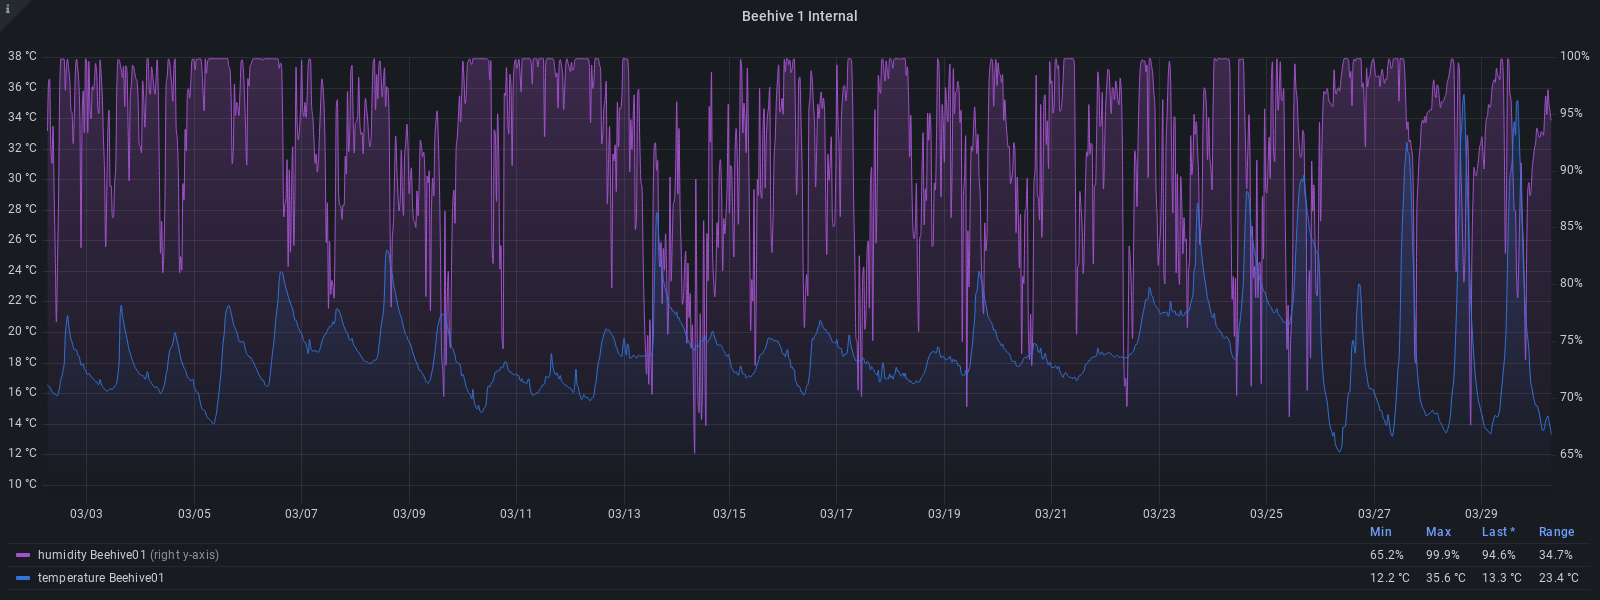 i
Beehive 1 Internal
38 °C 100%
36 °C 95%
34 °C 90%
32 °C 85%
30 °C 80%
28 °C 75%
26 °C 70%
24 °C 65%
22 °C
20 °C
18 °C
16 °C
14 °C
12 °C
10 °C
03/03 03/05 03/07 03/09 03/11 03/13 03/15 03/17 03/19 03/21 03/23 03/25 03/27 03/29
Min Max Last * Range
humidity Beehive01 (right y-axis) 65.2% 99.9% 94.6% 34.7%
temperature Beehive01 12.2 °C 35.6 °C 13.3 °C 23.4 °C